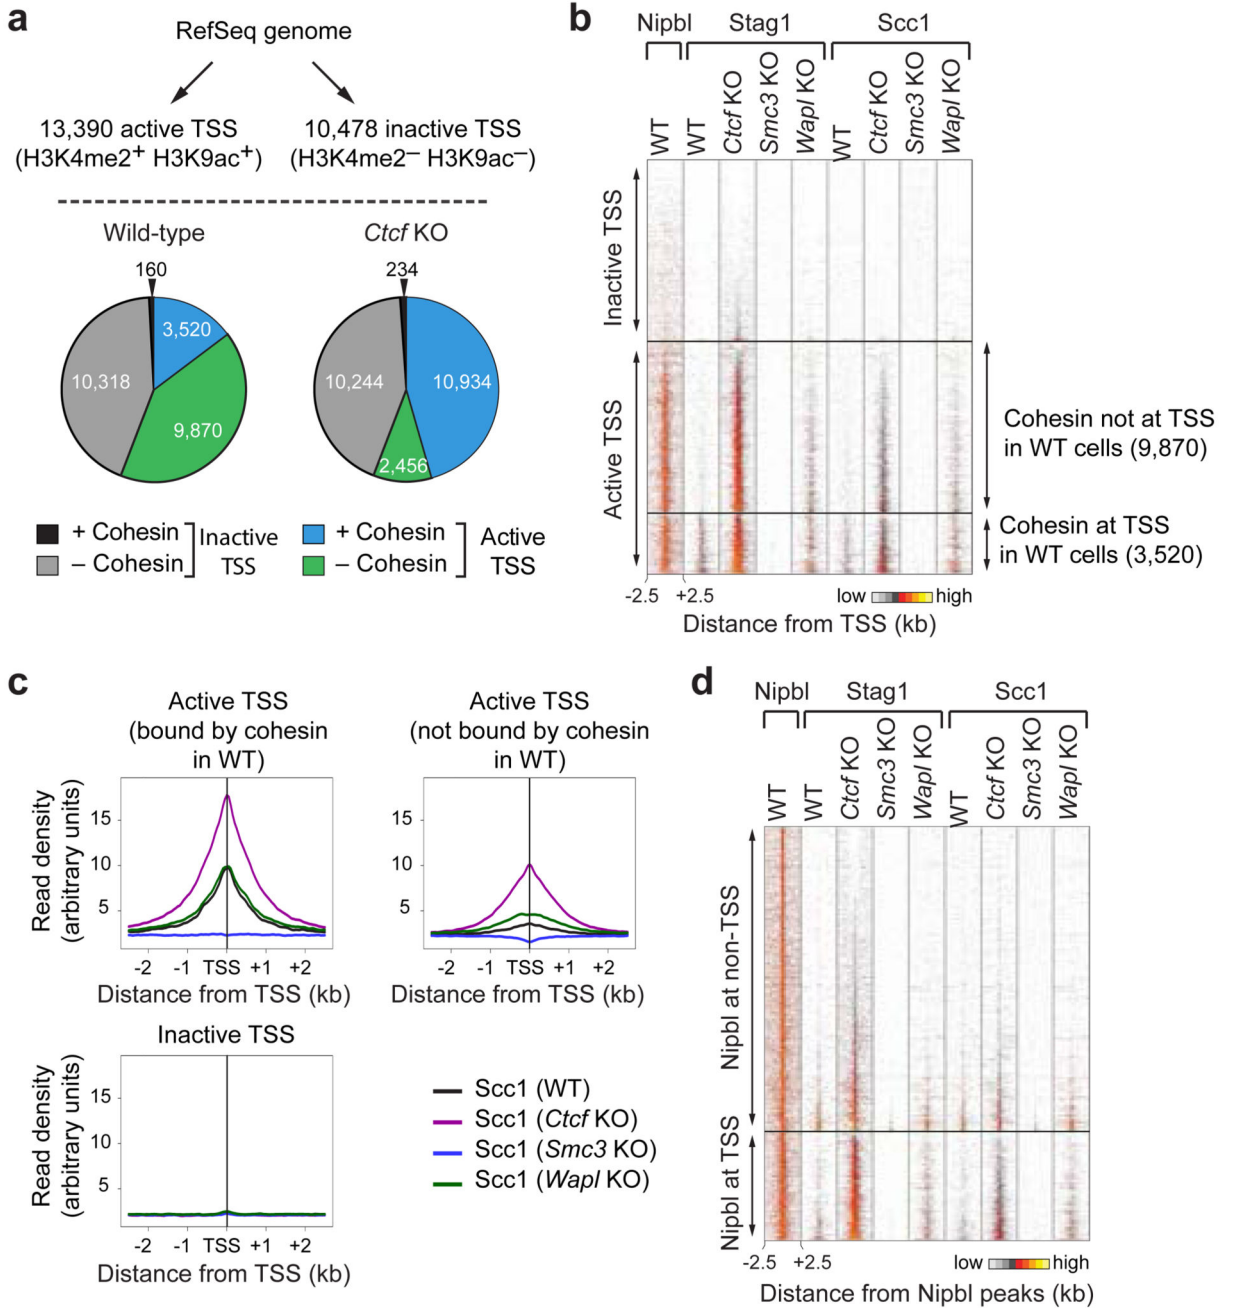 a
RefSeq genome
13,390 active TSS
(H3K4me2+ H3K9ac+)
10,478 inactive TSS
(H3K4me2– H3K9ac–)
Wild-type
Ctcf KO
160
3,520
10,318
9,870
234
10,244
10,934
2,456
+ Cohesin
– Cohesin
Inactive
TSS
+ Cohesin
– Cohesin
Active
TSS
b
Nipbl
Stag1
Scc1
WT
WT
Ctcf KO
Smc3 KO
Wapl KO
WT
Ctcf KO
Smc3 KO
Wapl KO
Inactive TSS
Active TSS
Cohesin not at TSS
in WT cells (9,870)
Cohesin at TSS
in WT cells (3,520)
-2.5 +2.5
low high
Distance from TSS (kb)
c
Active TSS
(bound by cohesin
in WT)
Read density
(arbitrary units)
15
10
5
-2 -1 TSS +1 +2
Distance from TSS (kb)
Active TSS
(not bound by cohesin
in WT)
15
10
5
-2 -1 TSS +1 +2
Distance from TSS (kb)
Inactive TSS
Read density
(arbitrary units)
15
10
5
-2 -1 TSS +1 +2
Distance from TSS (kb)
Scc1 (WT)
Scc1 (Ctcf KO)
Scc1 (Smc3 KO)
Scc1 (Wapl KO)
d
Nipbl
Stag1
Scc1
WT
WT
Ctcf KO
Smc3 KO
Wapl KO
WT
Ctcf KO
Smc3 KO
Wapl KO
Nipbl at non-TSS
Nipbl at TSS
-2.5 +2.5
low high
Distance from Nipbl peaks (kb)